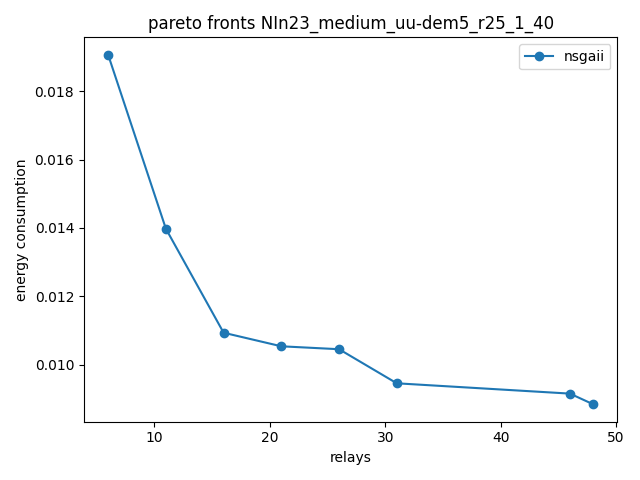 pareto fronts NIn23_medium_uu-dem5_r25_1_40
nsgaii
0.018
0.016
0.014
0.012
0.010
energy consumption
10
20
30
40
50
relays